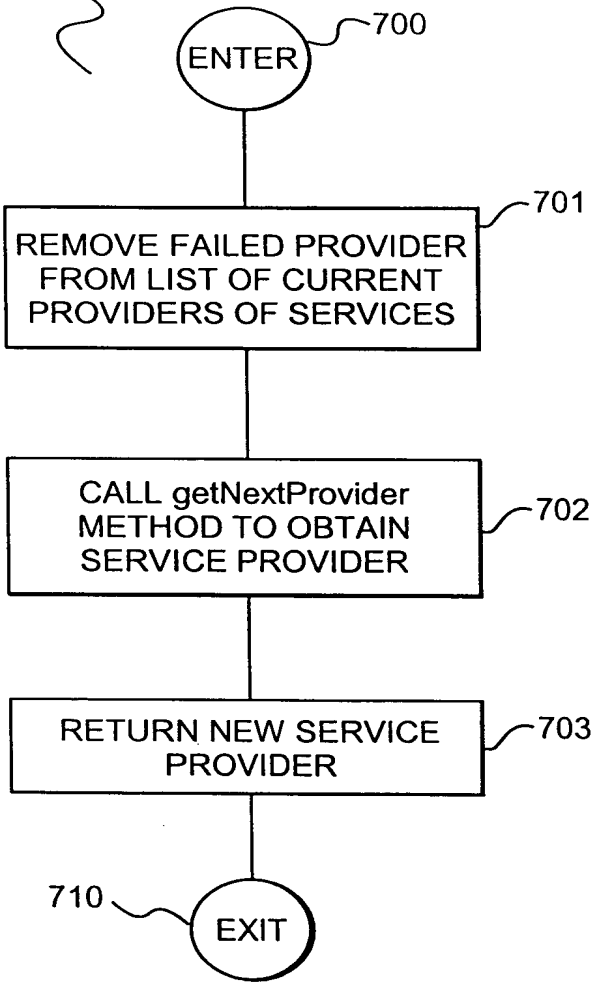 700
ENTER
701
REMOVE FAILED PROVIDER
FROM LIST OF CURRENT
PROVIDERS OF SERVICES
CALL getNextProvider
METHOD TO OBTAIN
SERVICE PROVIDER
702
RETURN NEW SERVICE
PROVIDER
703
710
EXIT